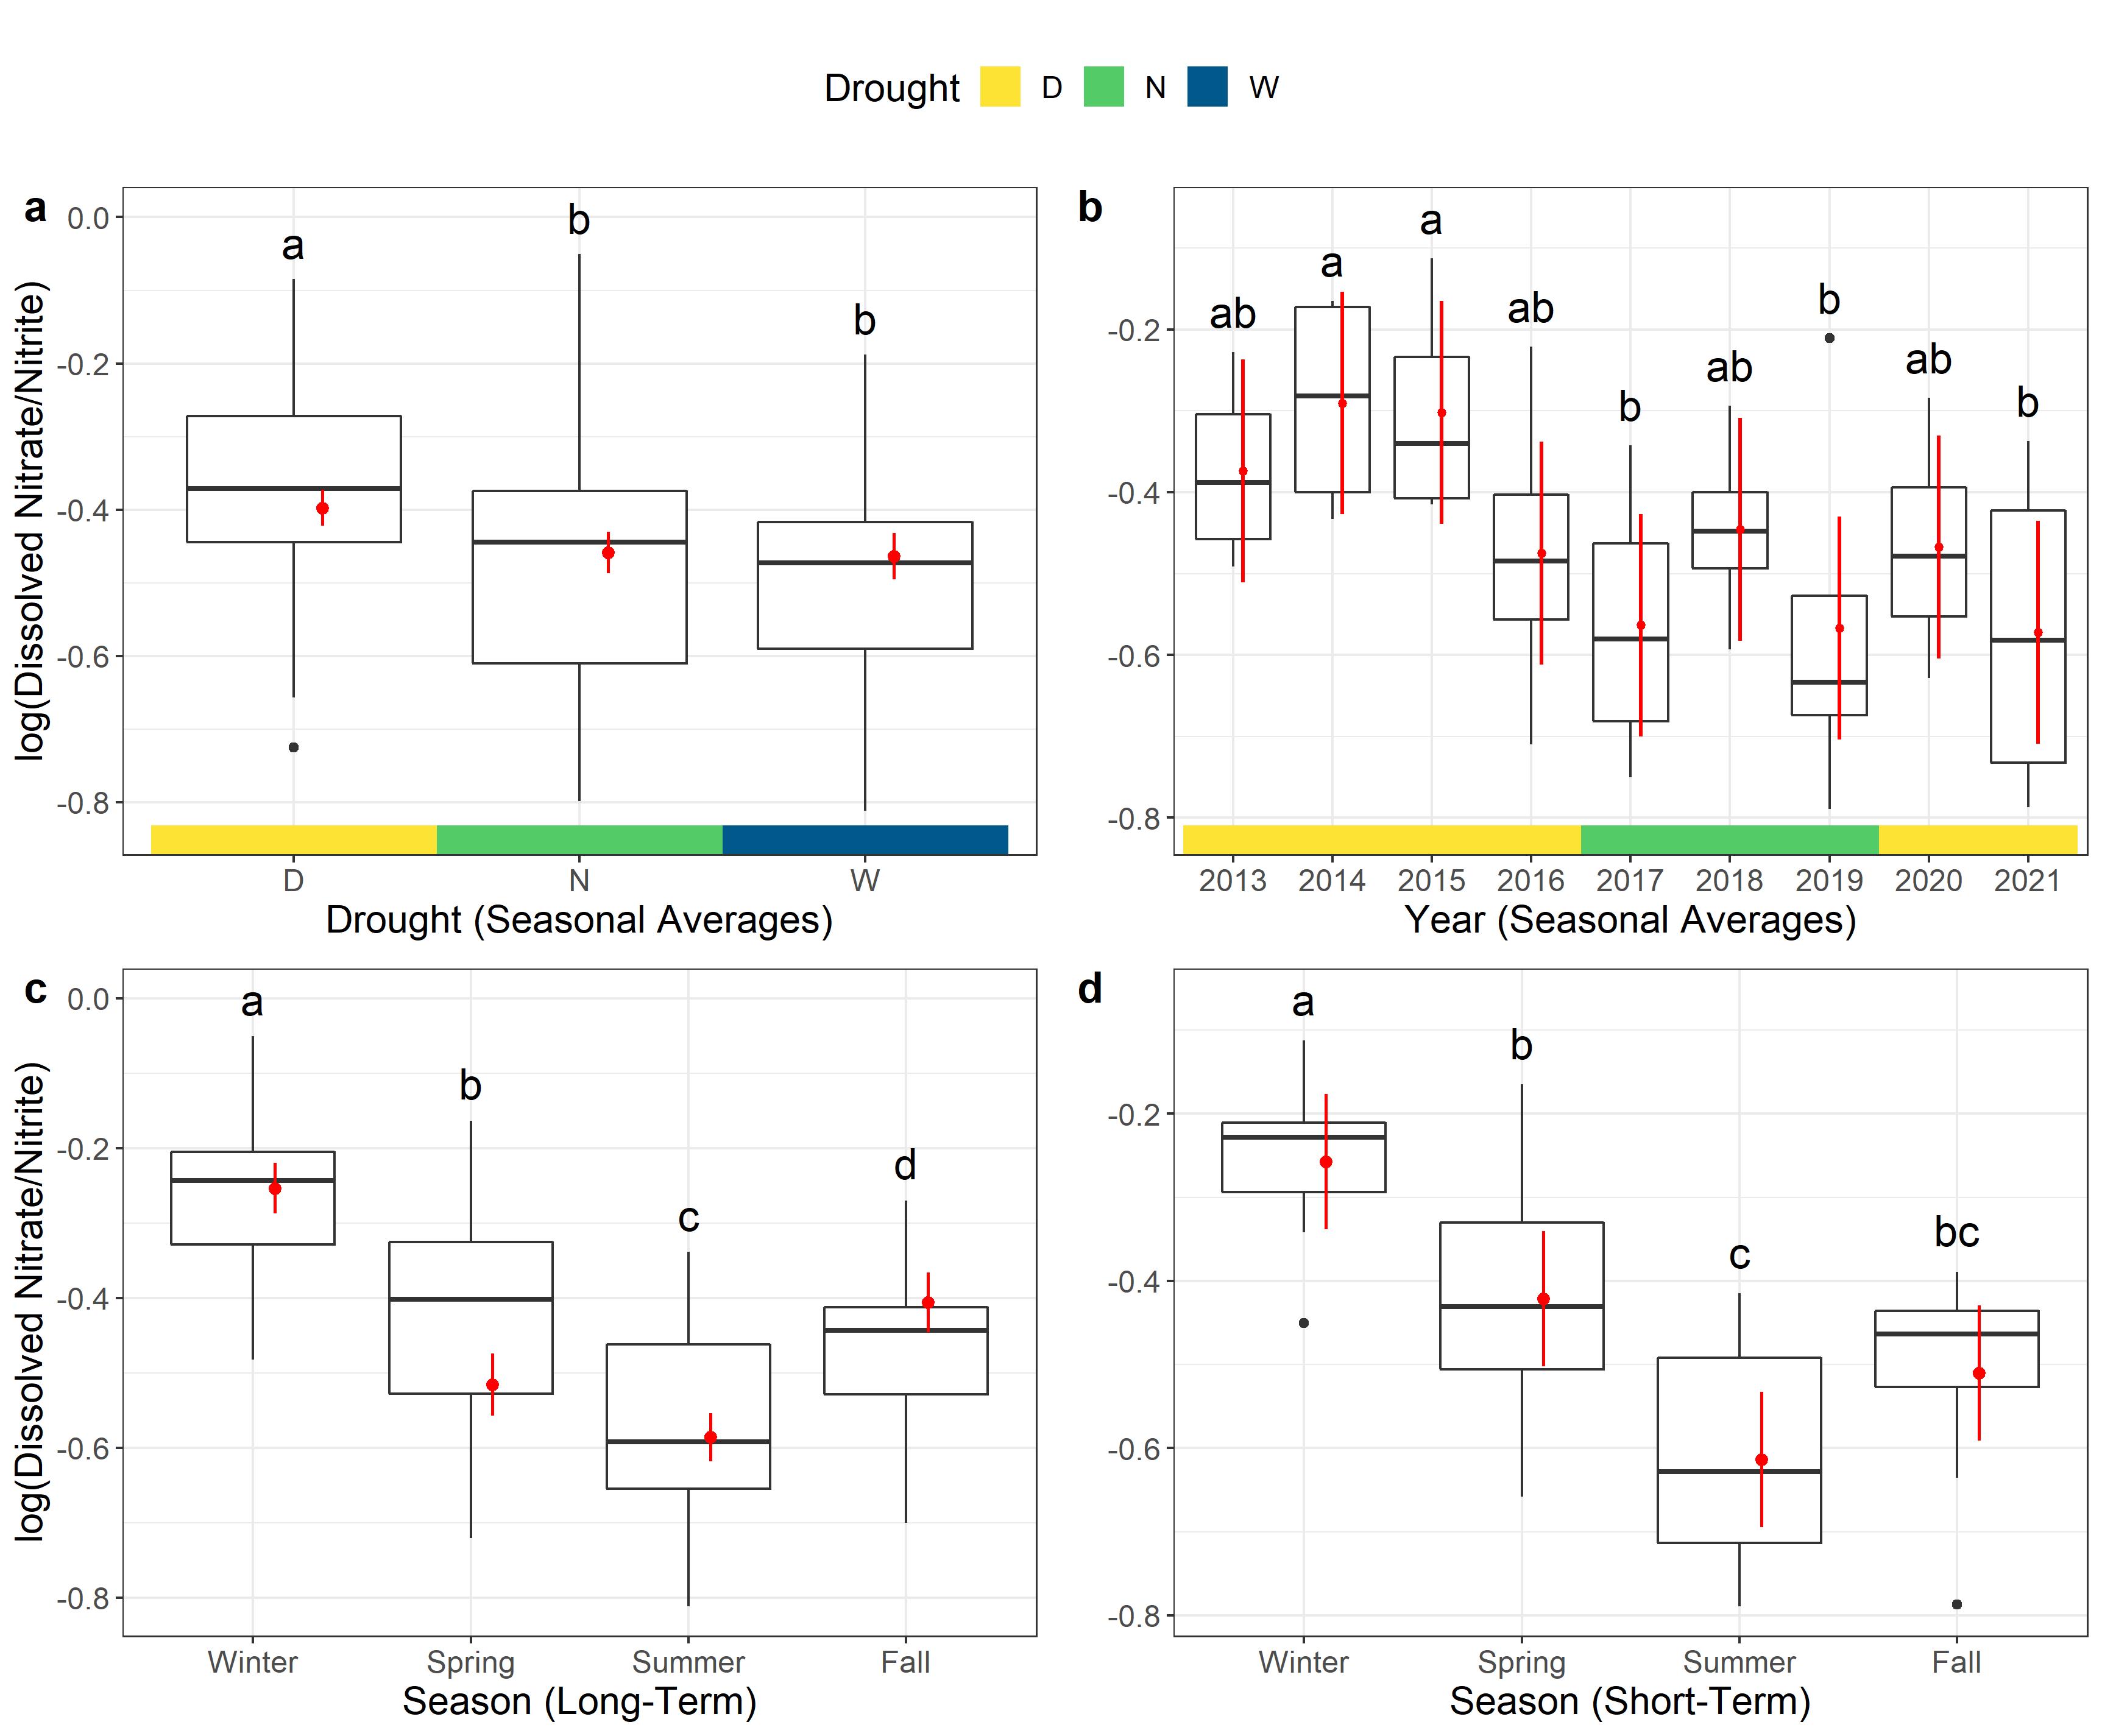 Drought D N W
a
b
0.0
-0.2
-0.4
-0.6
-0.8
log(Dissolved Nitrate/Nitrite)
a b b
D N W
Drought (Seasonal Averages)
-0.2
-0.4
-0.6
-0.8
ab a a ab b ab b ab b
2013 2014 2015 2016 2017 2018 2019 2020 2021
Year (Seasonal Averages)
c
d
0.0
-0.2
-0.4
-0.6
-0.8
log(Dissolved Nitrate/Nitrite)
a b c d
Winter Spring Summer Fall
Season (Long-Term)
-0.2
-0.4
-0.6
-0.8
a b c bc
Winter Spring Summer Fall
Season (Short-Term)